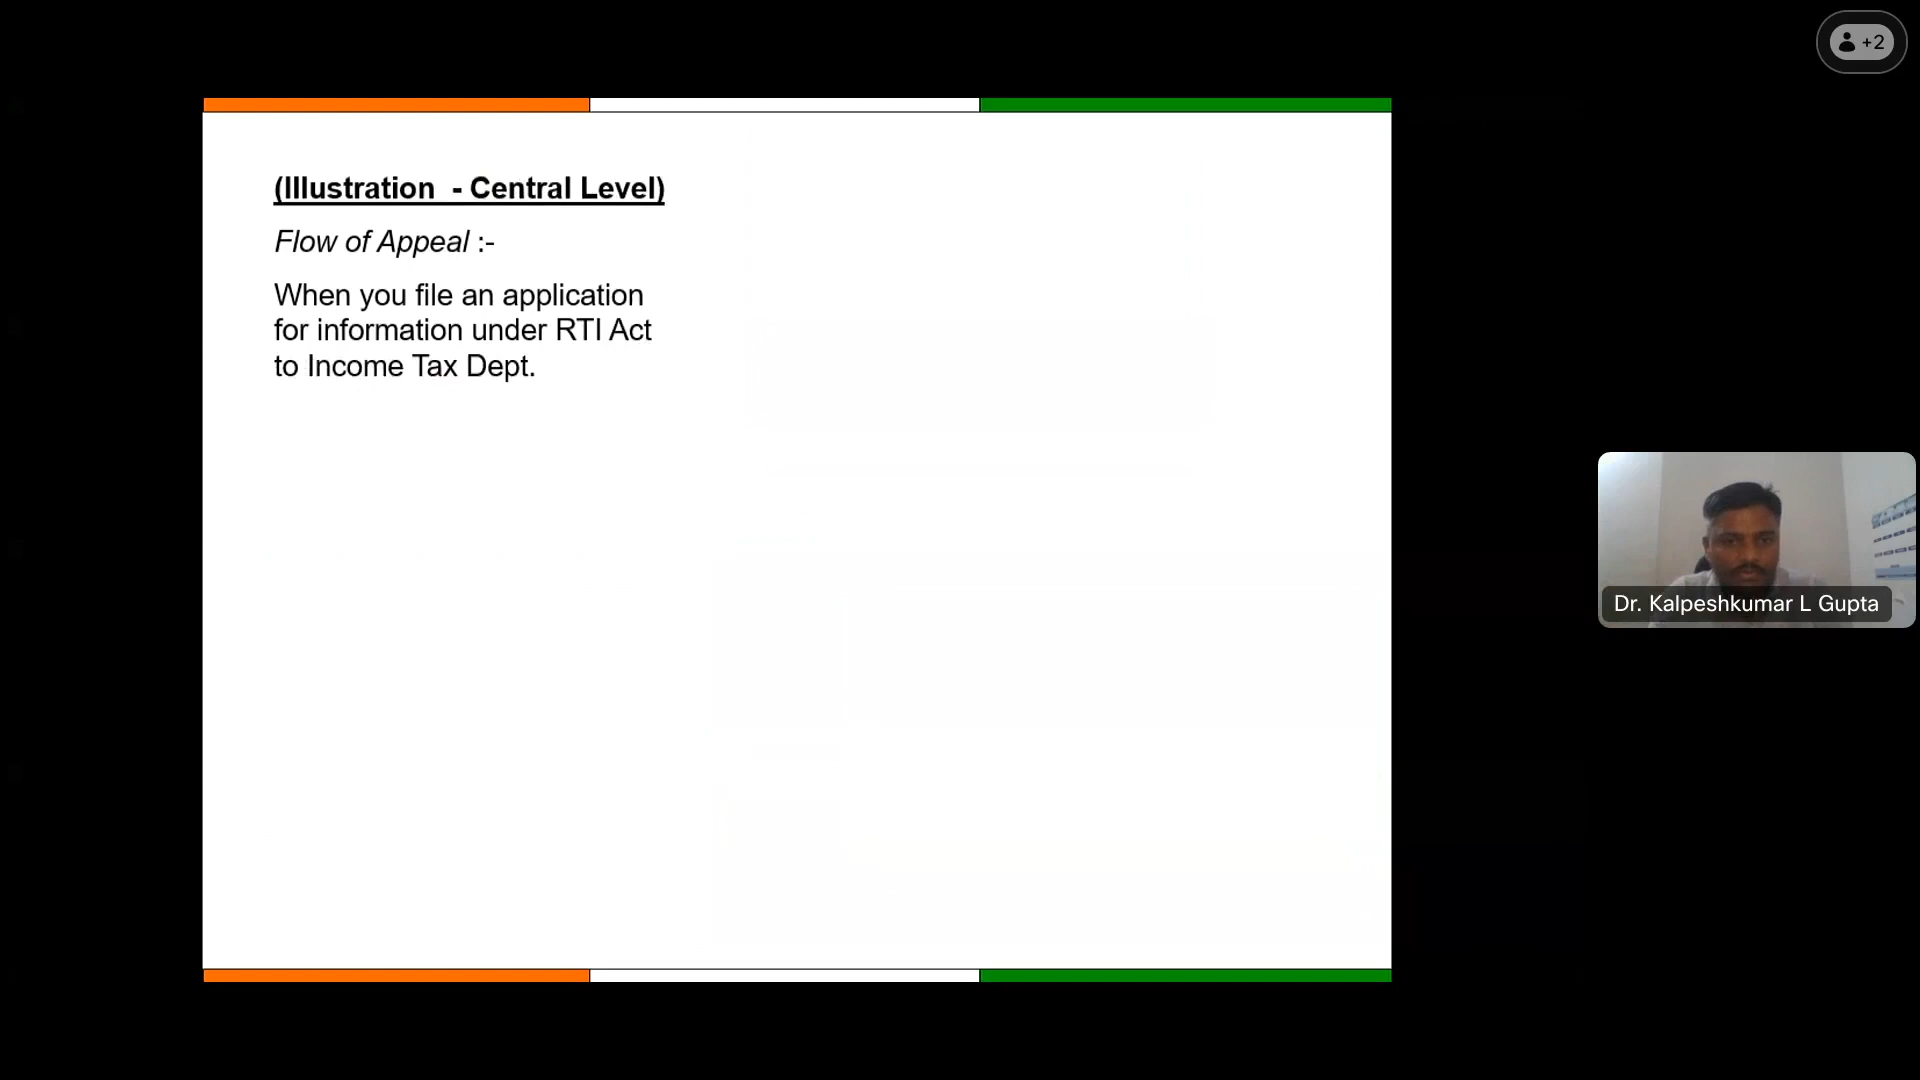 +2
(Illustration  - Central Level)
Flow of Appeal :-
When you file an application
for information under RTI Act
to Income Tax Dept.
Dr. Kalpeshkumar L Gupta